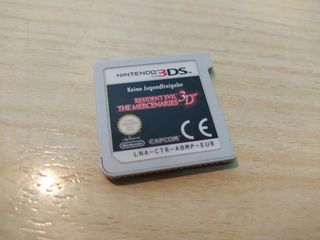 NINTENDO 3DS
Keine Jugendfreigabe
RESIDENT EVIL
THE MERCENARIES 3D
CAPCOM
CE
LNA-CTR-ABMP-EUR